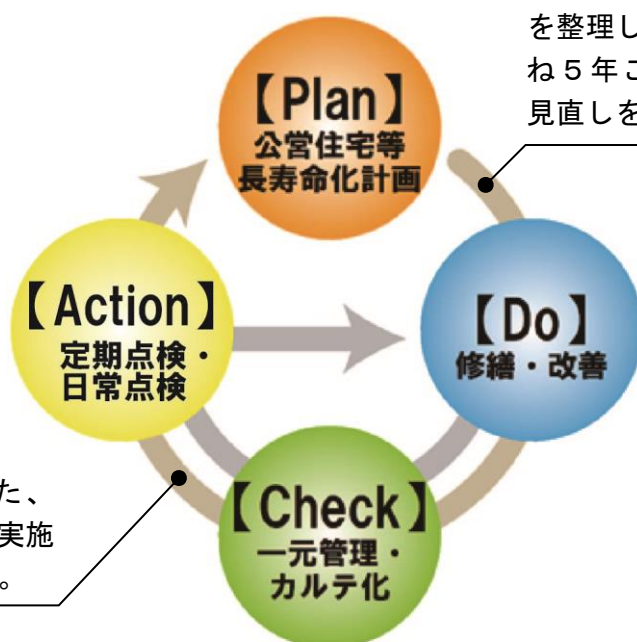 を整理し
ね５年ご
見直しを
【Plan】
公営住宅等
長寿命化計画
【Action】
定期点検・
日常点検
【Do】
修繕・改善
【Check】
一元管理・
カルテ化
た、
実施
。